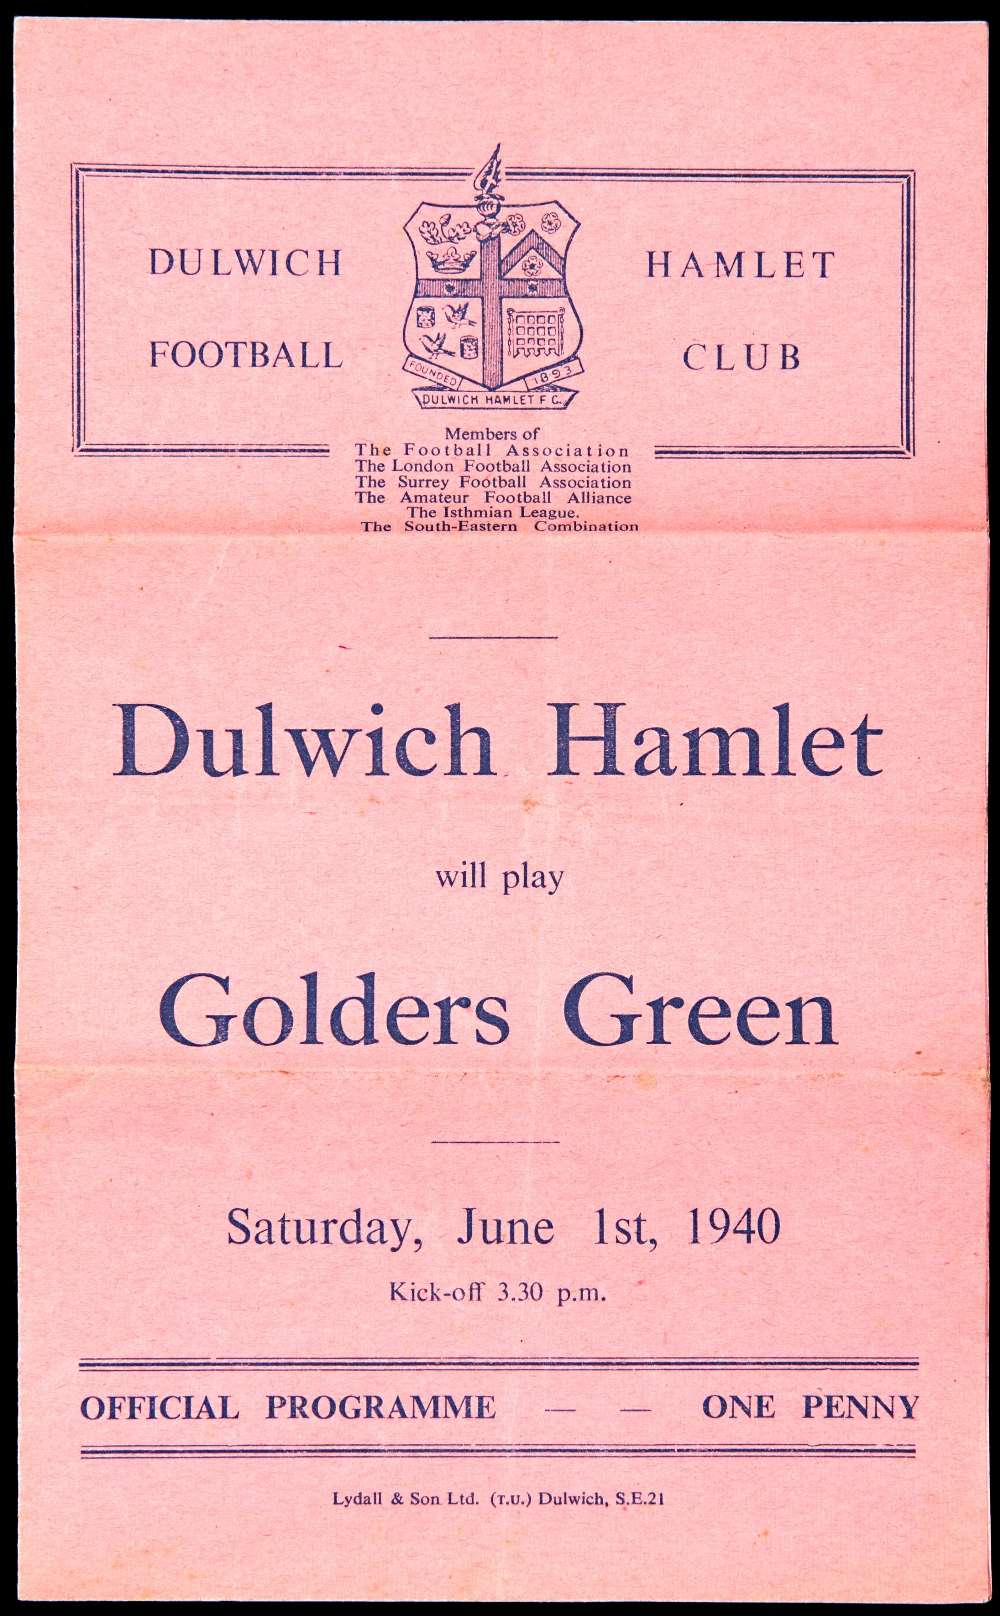 DULWICH HAMLET
FOOTBALL CLUB
FOUNDED 1893
DULWICH HAMLET F C.
Members of
The Football Association
The London Football Association
The Surrey Football Association
The Amateur Football Alliance
The Isthmian League.
The South-Eastern Combination
Dulwich Hamlet
will play
Golders Green
Saturday, June 1st, 1940
Kick-off 3.30 p.m.
OFFICIAL PROGRAMME — — ONE PENNY
Lydall & Son Ltd. (T.U.) Dulwich, S.E.21